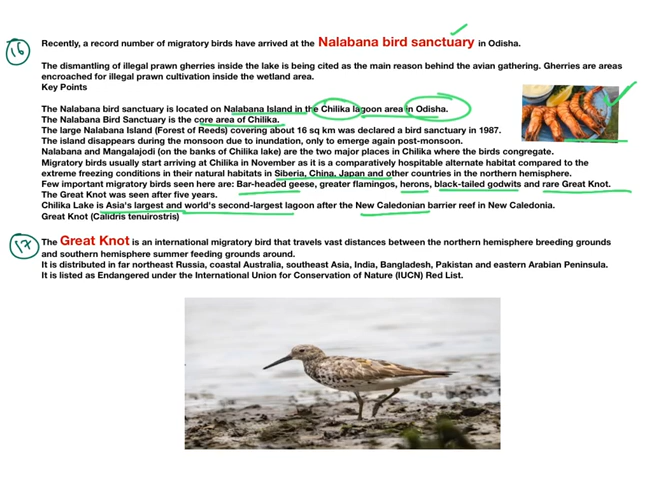 16
Recently, a record number of migratory birds have arrived at the Nalabana bird sanctuary in Odisha.
The dismantling of illegal prawn gherries inside the lake is being cited as the main reason behind the avian gathering. Gherries are areas
encroached for illegal prawn cultivation inside the wetland area.
Key Points
The Nalabana bird sanctuary is located on Nalabana Island in the Chilika lagoon area in Odisha.
The Nalabana Bird Sanctuary is the core area of Chilika.
The large Nalabana Island (Forest of Reeds) covering about 16 sq km was declared a bird sanctuary in 1987.
The island disappears during the monsoon due to inundation, only to emerge again post-monsoon.
Nalabana and Mangalajodi (on the banks of Chilika lake) are the two major places in Chilika where the birds congregate.
Migratory birds usually start arriving at Chilika in November as it is a comparatively hospitable alternate habitat compared to the
extreme freezing conditions in their natural habitats in Siberia, China, Japan and other countries in the northern hemisphere.
Few important migratory birds seen here are: Bar-headed geese, greater flamingos, herons, black-tailed godwits and rare Great Knot.
The Great Knot was seen after five years.
Chilika Lake is Asia's largest and world's second-largest lagoon after the New Caledonian barrier reef in New Caledonia.
Great Knot (Calidris tenuirostris)
17
The Great Knot is an international migratory bird that travels vast distances between the northern hemisphere breeding grounds
and southern hemisphere summer feeding grounds around.
It is distributed in far northeast Russia, coastal Australia, southeast Asia, India, Bangladesh, Pakistan and eastern Arabian Peninsula.
It is listed as Endangered under the International Union for Conservation of Nature (IUCN) Red List.